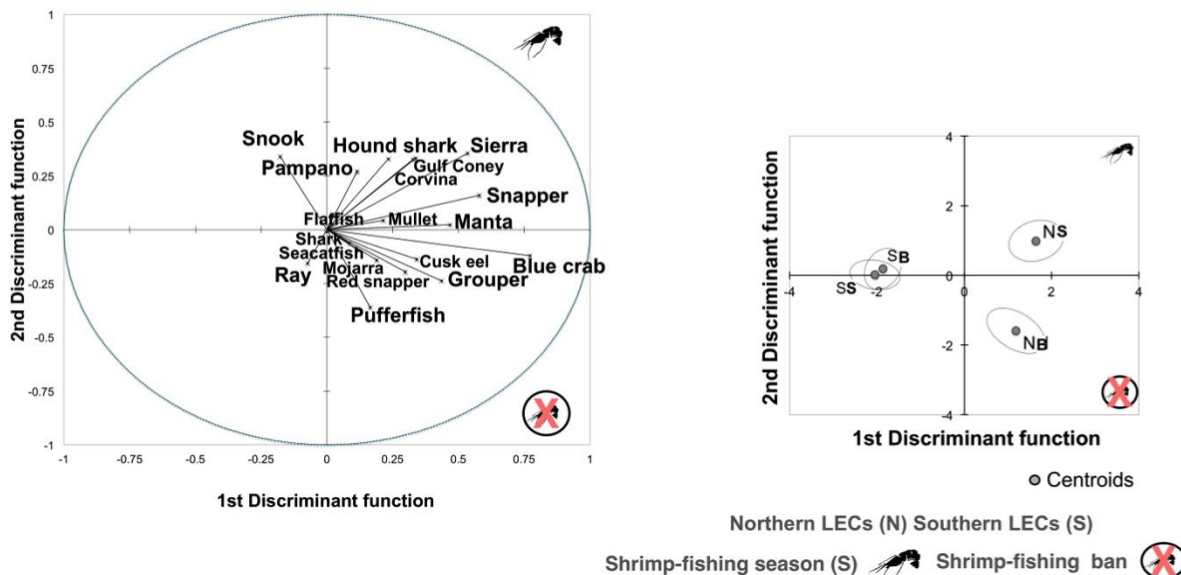 1
0.75
0.5
0.25
0
-0.25
-0.5
-0.75
-1
2nd Discriminant function
Snook
Hound shark
Sierra
Pampano
Gulf Coney
Corvina
Snapper
Flatfish
Mullet
Manta
Shark
Seacatfish
Cusk eel
Blue crab
Ray
Mojarra
Red snapper
Grouper
Pufferfish
X
-1
-0.75
-0.5
-0.25
0
0.25
0.5
0.75
1
1st Discriminant function
2nd Discriminant function
4
2
0
-2
-4
NS
SB
SS
NB
-4
-2
0
2
4
X
1st Discriminant function
Centroids
Northern LECs (N) Southern LECs (S)
Shrimp-fishing season (S) Shrimp-fishing ban X